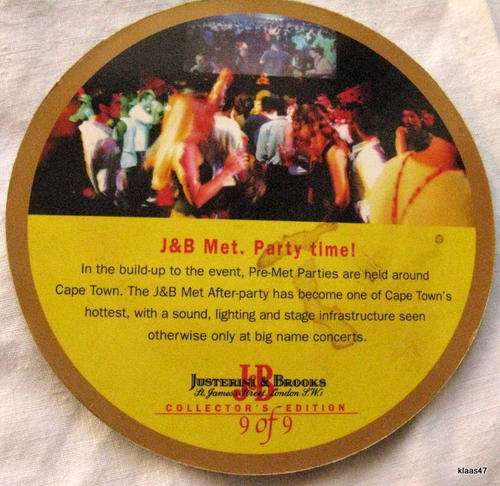 J&B Met. Party time!
In the build-up to the event, Pre-Met Parties are held around
Cape Town. The J&B Met After-party has become one of Cape Town's
hottest, with a sound, lighting and stage infrastructure seen
otherwise only at big name concerts.
J&B
JUSTERINI & BROOKS
St. James's Street London S.W.1
COLLECTOR'S EDITION
9 of 9
klaas47